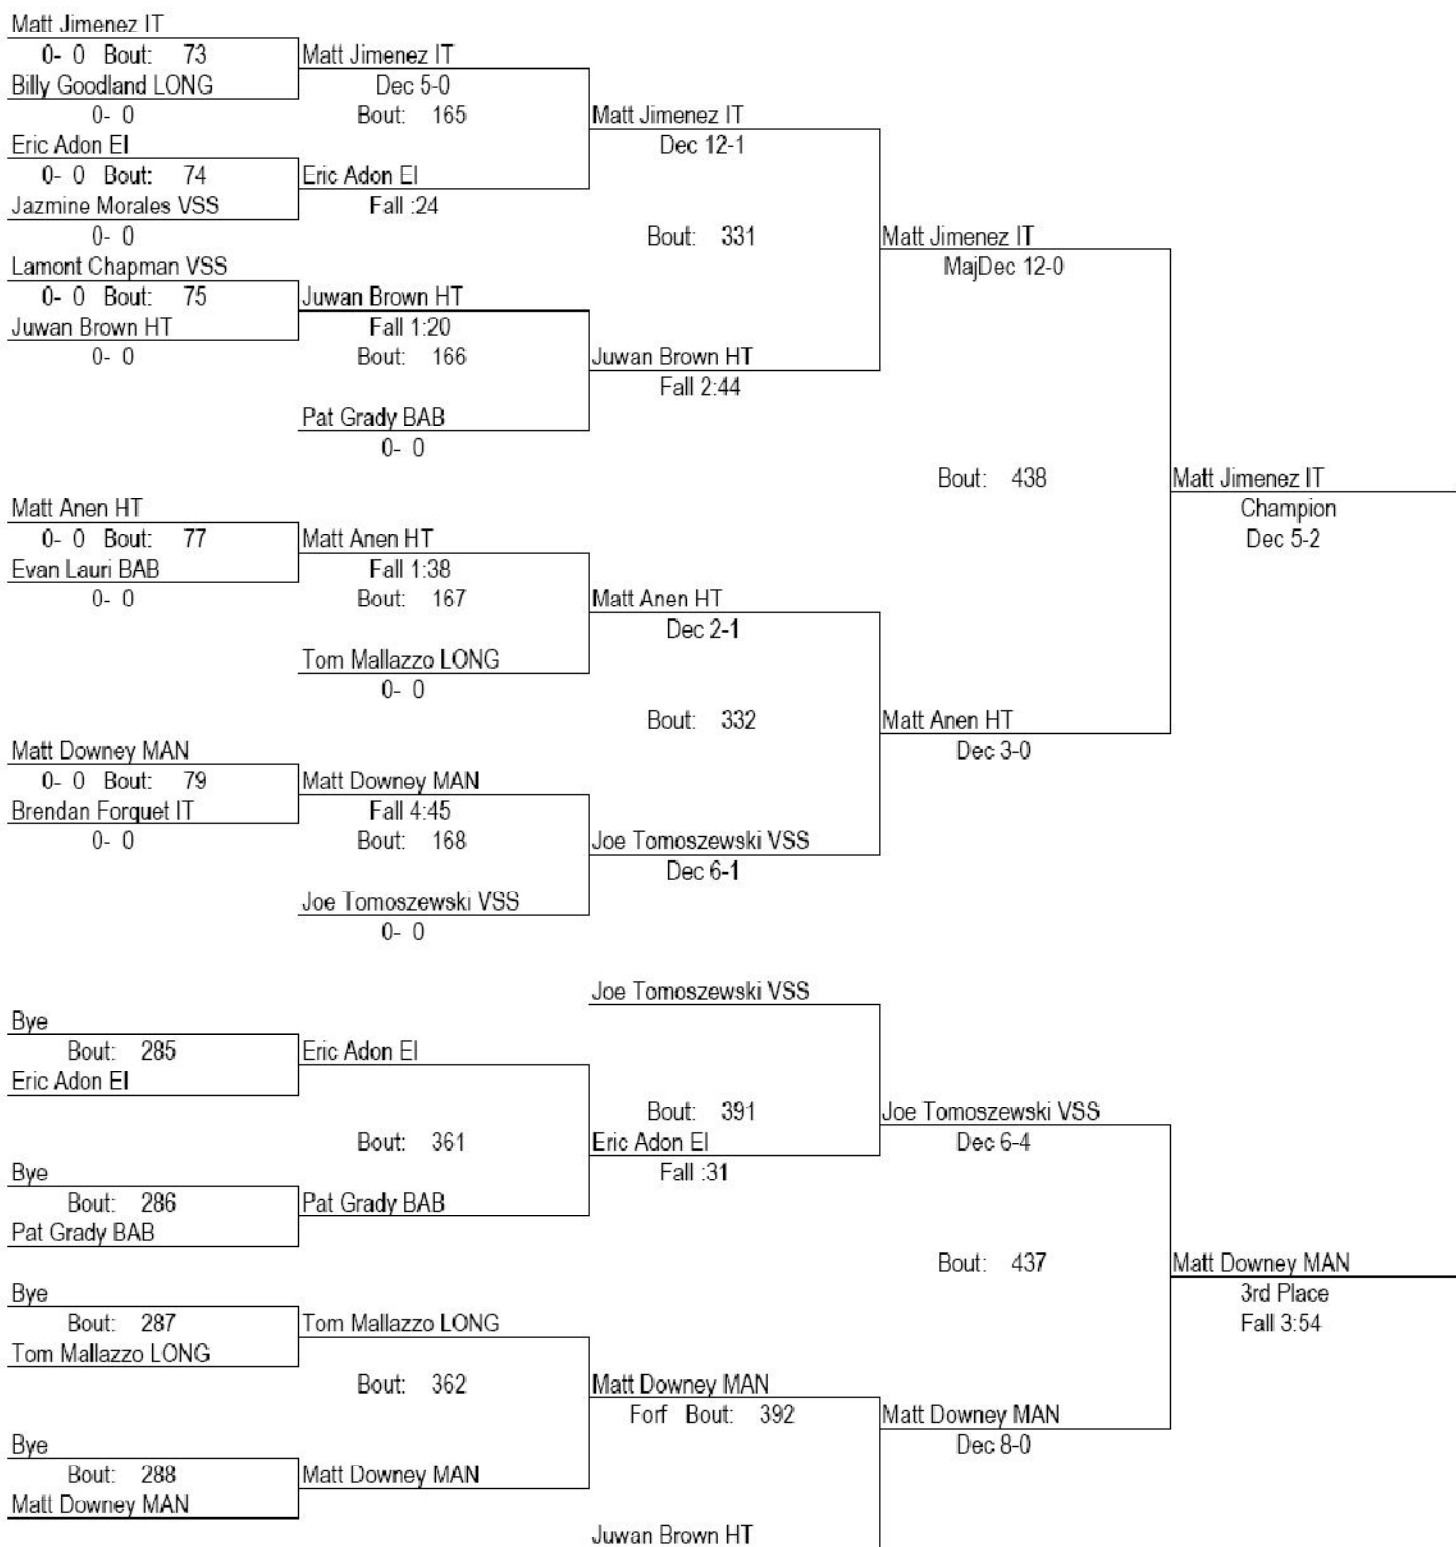 Matt Jimenez IT
0- 0 Bout: 73 Matt Jimenez IT
Billy Goodland LONG Dec 5-0
0- 0 Bout: 165 Matt Jimenez IT
Eric Adon EI Dec 12-1
0- 0 Bout: 74 Eric Adon EI
Jazmine Morales VSS Fall :24
0- 0 Bout: 331 Matt Jimenez IT
Lamont Chapman VSS MajDec 12-0
0- 0 Bout: 75 Juwan Brown HT
Juwan Brown HT Fall 1:20
0- 0 Bout: 166 Juwan Brown HT
Fall 2:44
Pat Grady BAB
0- 0
Bout: 438 Matt Jimenez IT
Matt Anen HT Champion
0- 0 Bout: 77 Matt Anen HT Dec 5-2
Evan Lauri BAB Fall 1:38
0- 0 Bout: 167 Matt Anen HT
Dec 2-1
Tom Mallazzo LONG
0- 0
Bout: 332 Matt Anen HT
Matt Downey MAN Dec 3-0
0- 0 Bout: 79 Matt Downey MAN
Brendan Forquet IT Fall 4:45
0- 0 Bout: 168 Joe Tomoszewski VSS
Dec 6-1
Joe Tomoszewski VSS
0- 0
Joe Tomoszewski VSS
Bye
Bout: 285 Eric Adon EI
Eric Adon EI
Bout: 391 Joe Tomoszewski VSS
Bout: 361 Eric Adon EI Dec 6-4
Bye Fall :31
Bout: 286 Pat Grady BAB
Pat Grady BAB
Bout: 437 Matt Downey MAN
Bye 3rd Place
Bout: 287 Tom Mallazzo LONG Fall 3:54
Tom Mallazzo LONG
Bout: 362 Matt Downey MAN
Forf Bout: 392 Matt Downey MAN
Bye Dec 8-0
Bout: 288 Matt Downey MAN
Matt Downey MAN
Juwan Brown HT